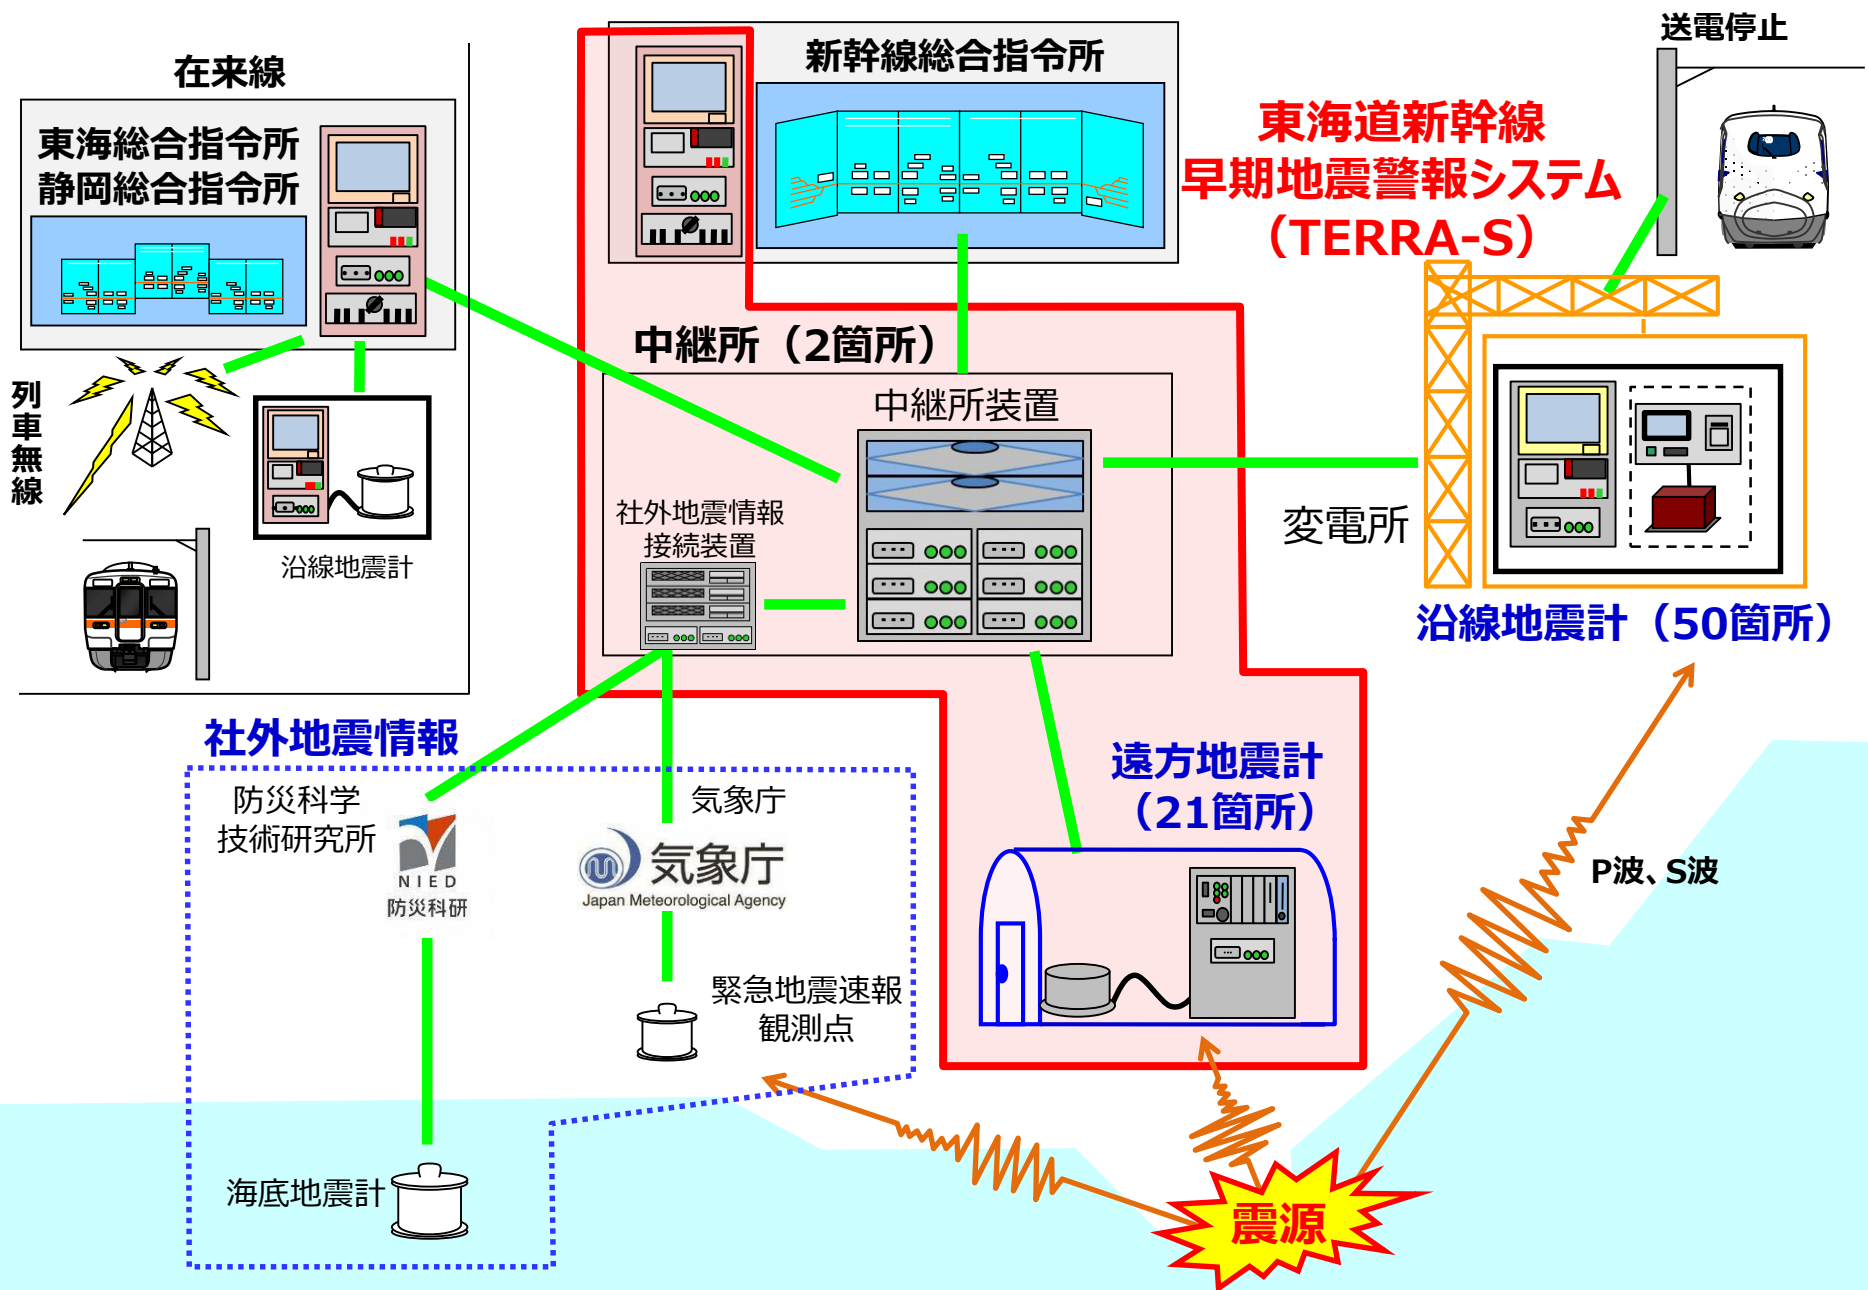 在来線
東海総合指令所
静岡総合指令所
列車無線
沿線地震計
新幹線総合指令所
中継所（2箇所）
中継所装置
社外地震情報
接続装置
送電停止
東海道新幹線
早期地震警報システム
（TERRA-S）
変電所
沿線地震計（50箇所）
社外地震情報
防災科学
技術研究所
NIED
防災科研
気象庁
気象庁
Japan Meteorological Agency
緊急地震速報
観測点
海底地震計
遠方地震計
（21箇所）
P波、S波
震源